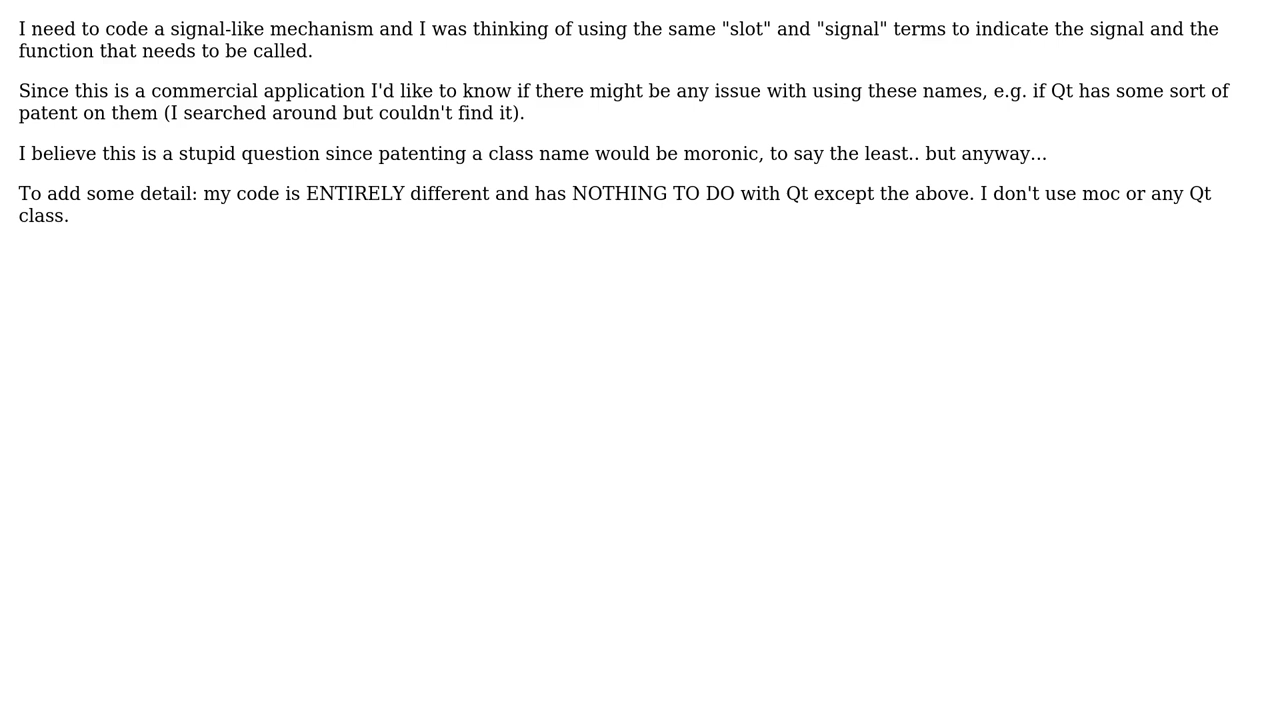 I need to code a signal-like mechanism and I was thinking of using the same "slot" and "signal" terms to indicate the signal and the
function that needs to be called.
Since this is a commercial application I'd like to know if there might be any issue with using these names, e.g. if Qt has some sort of
patent on them (I searched around but couldn't find it).
I believe this is a stupid question since patenting a class name would be moronic, to say the least.. but anyway...
To add some detail: my code is ENTIRELY different and has NOTHING TO DO with Qt except the above. I don't use moc or any Qt
class.